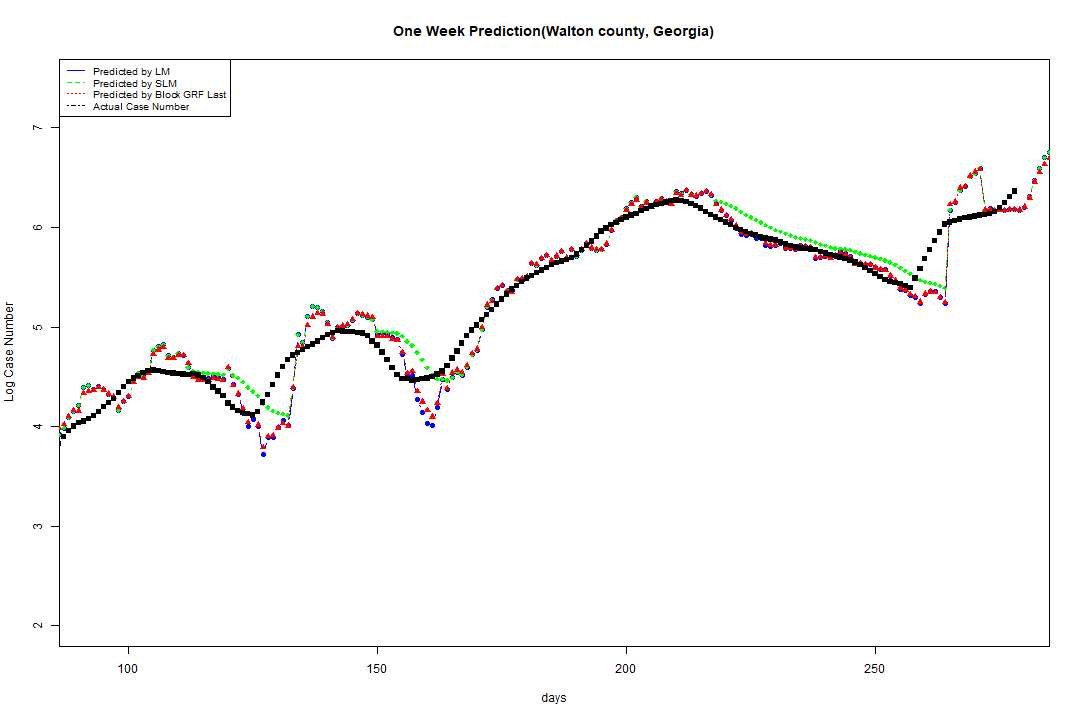 One Week Prediction(Walton county, Georgia)
Predicted by LM
Predicted by SLM
Predicted by Block GRF Last
Actual Case Number
Log Case Number
7
6
5
4
3
2
100 150 200 250
days